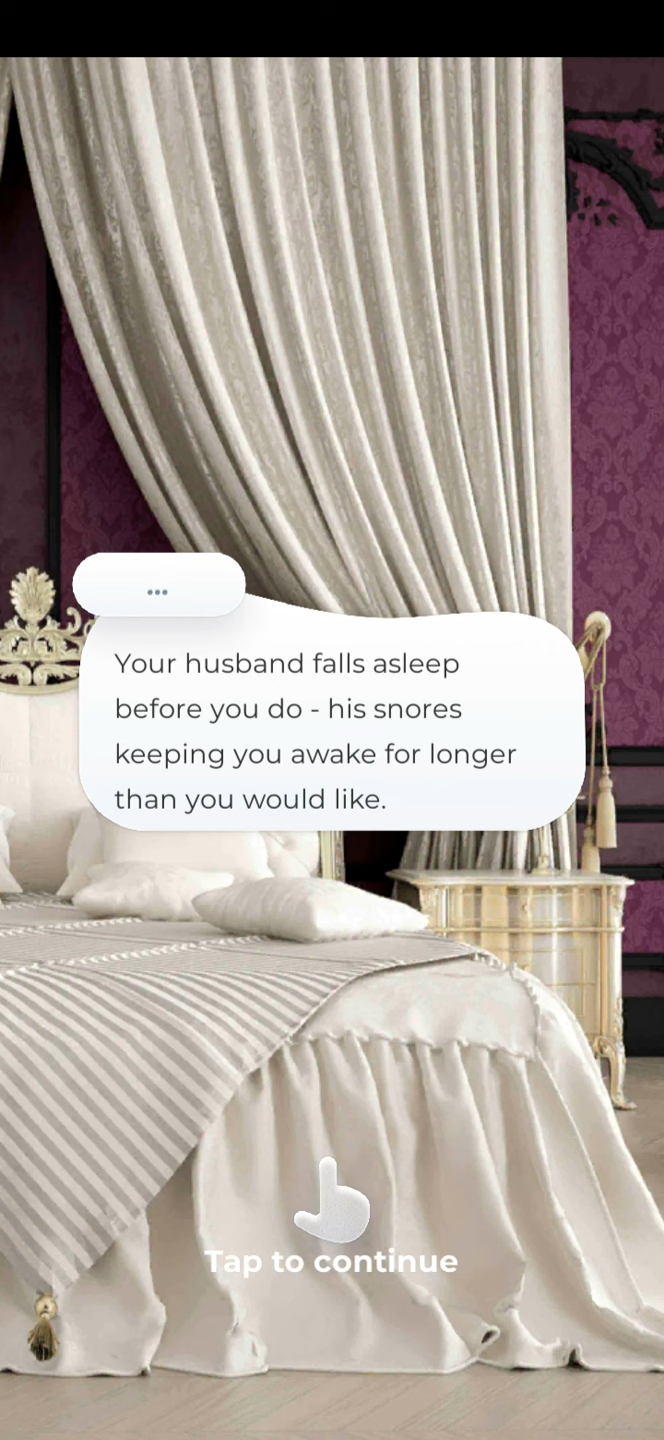 ...
Your husband falls asleep
before you do - his snores
keeping you awake for longer
than you would like.
Tap to continue